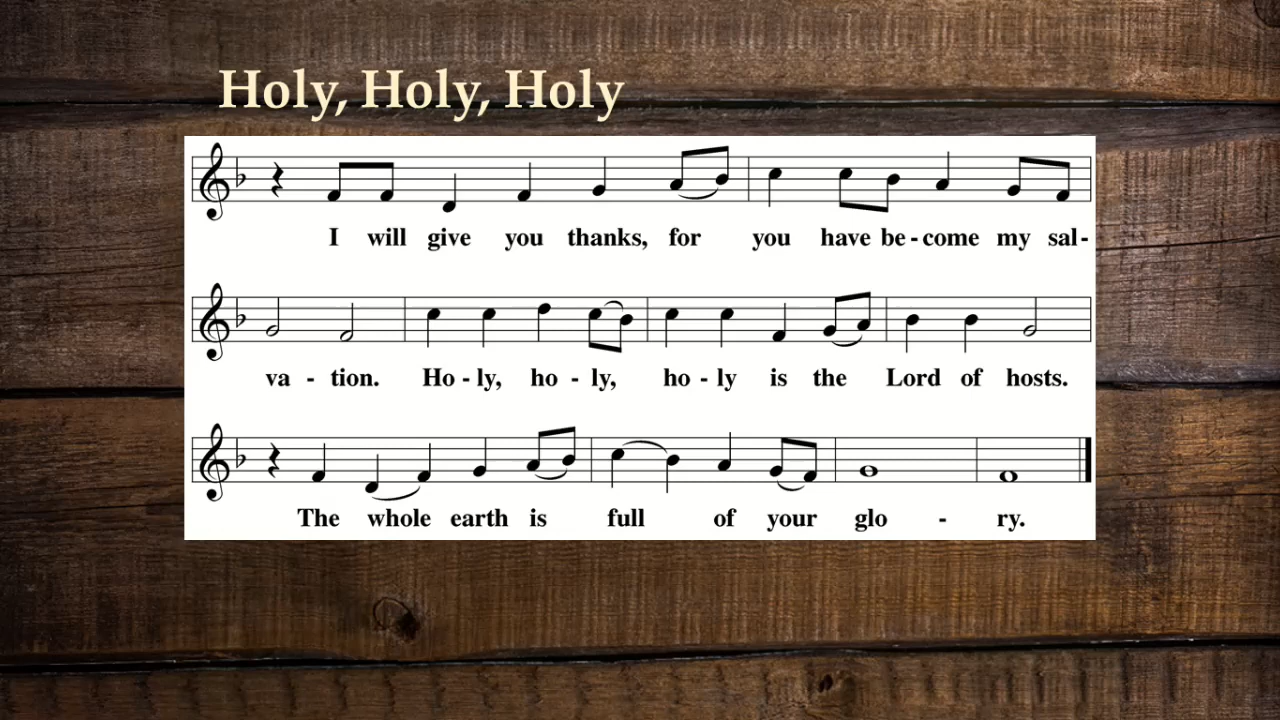 Holy, Holy, Holy
I will give you thanks, for you have be - come my sal -
va - tion. Ho - ly, ho - ly, ho - ly is the Lord of hosts.
The whole earth is full of your glo - ry.